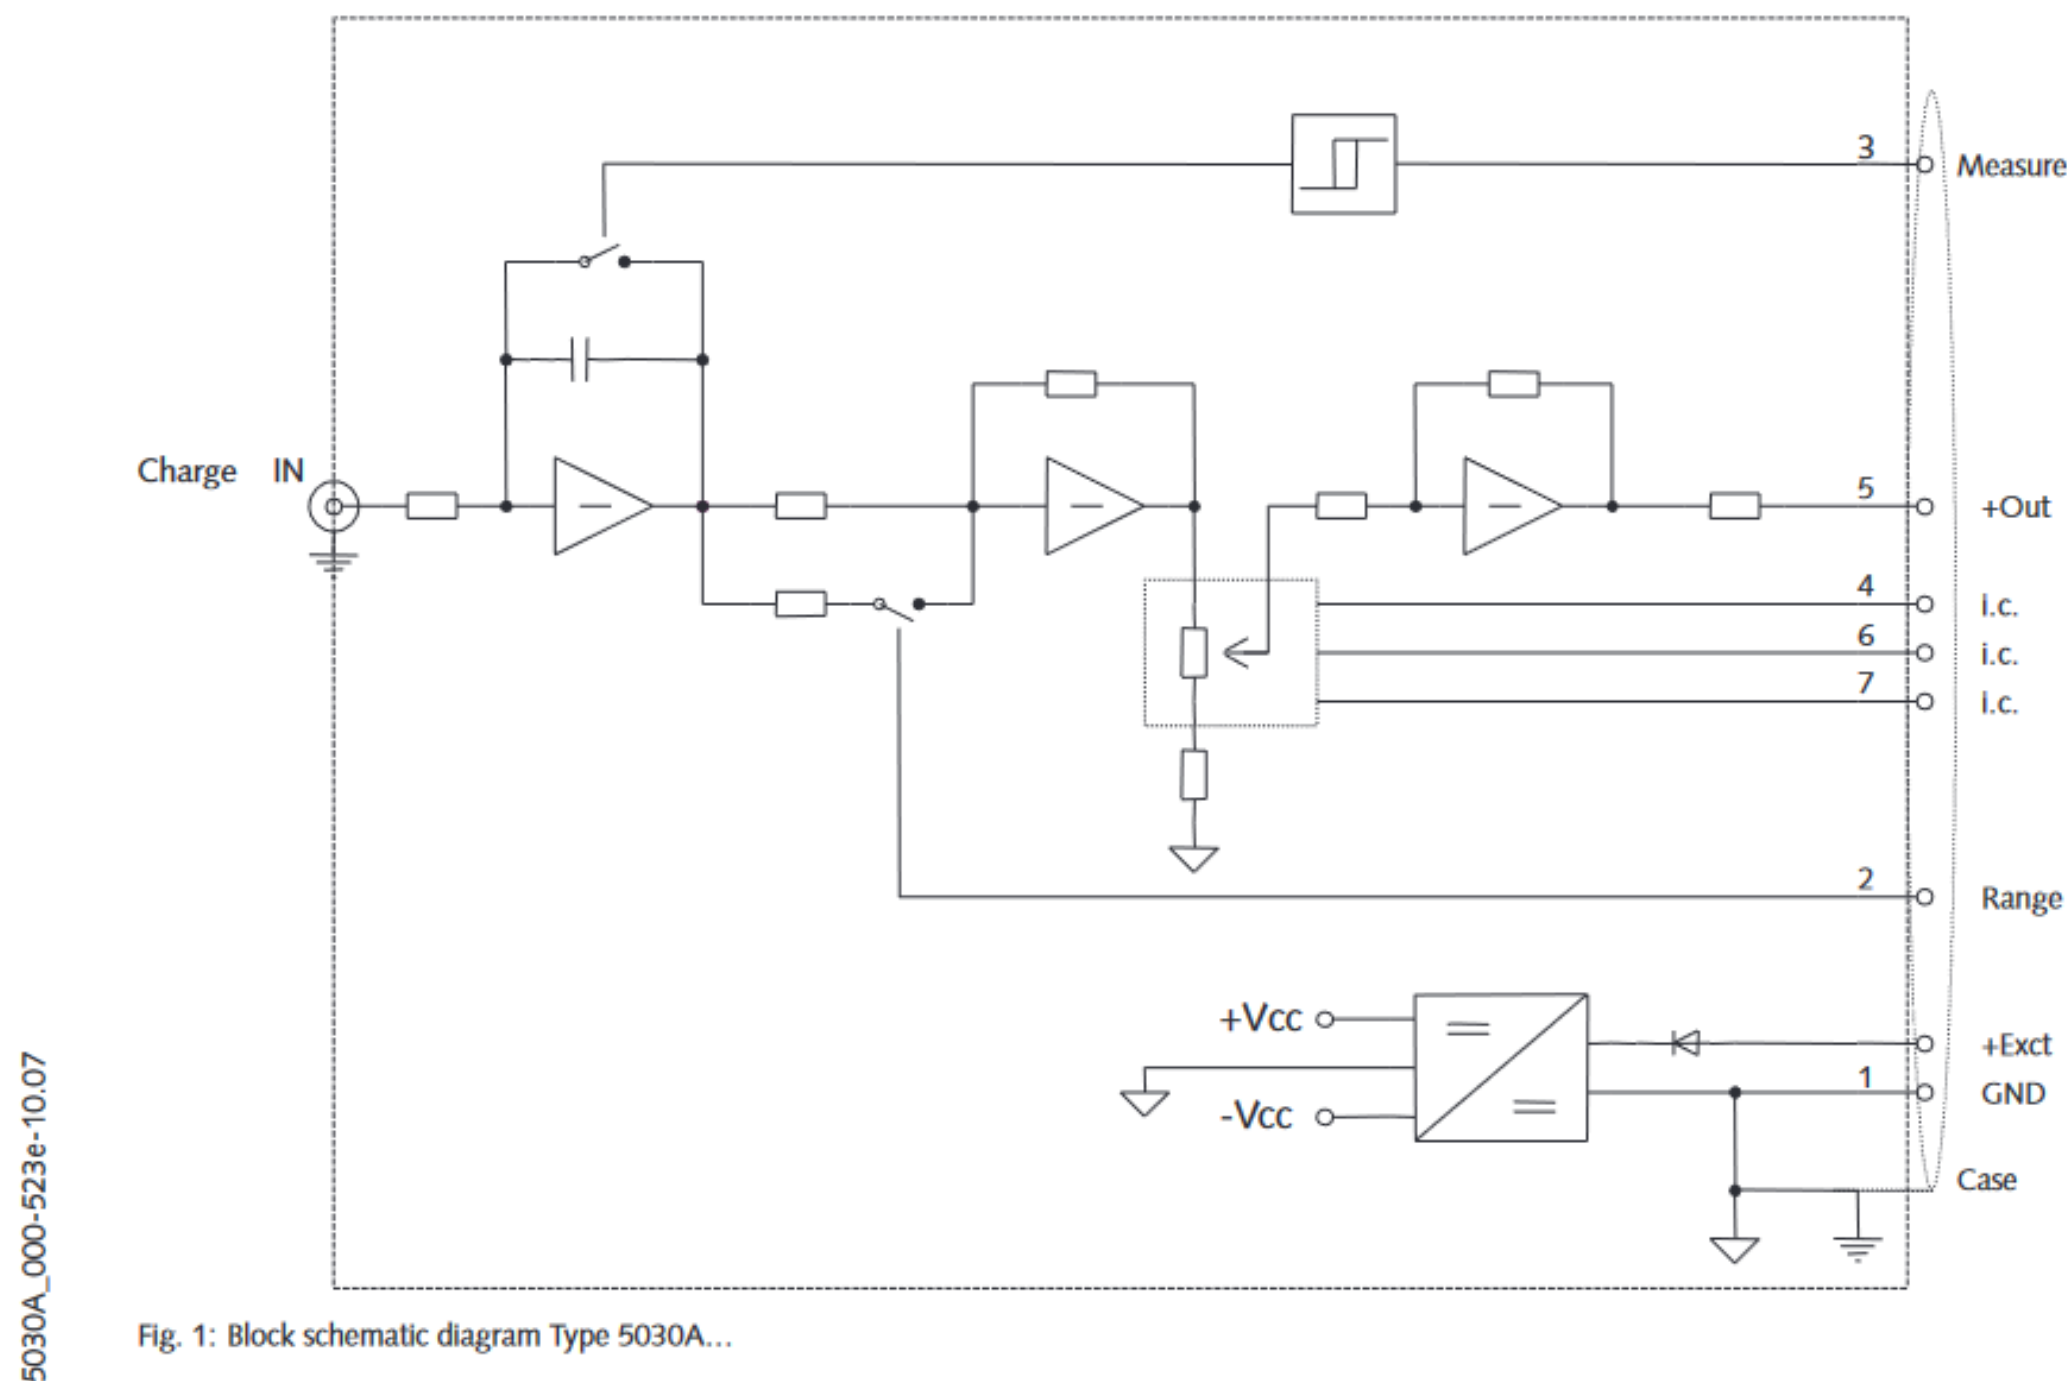 3
Measure
Charge IN
5
+Out
4
i.c.
6
i.c.
7
i.c.
2
Range
+Vcc
+Exct
1
GND
-Vcc
Case
5030A_000-523e-10.07
Fig. 1: Block schematic diagram Type 5030A...